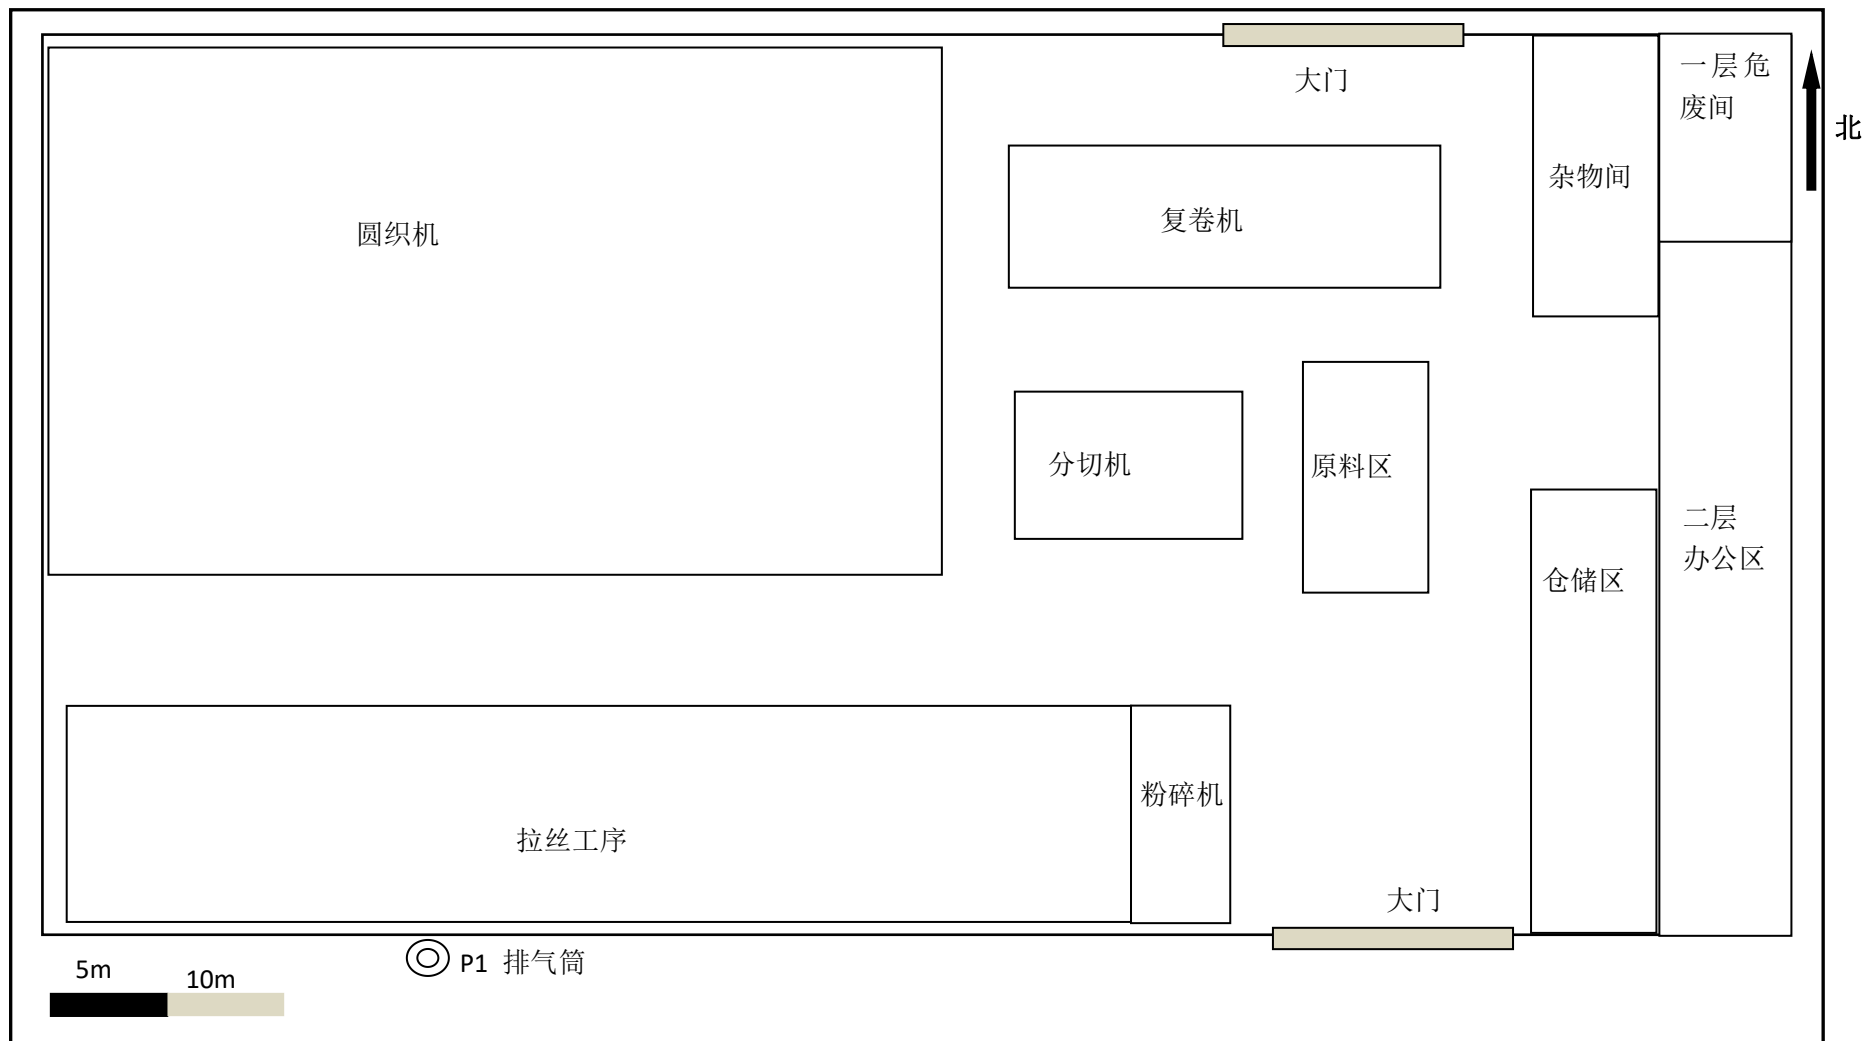 一层危
废间
大门
北
杂物间
复卷机
圆织机
分切机
原料区
二层
办公区
仓储区
粉碎机
拉丝工序
大门
P1 排气筒
5m
10m